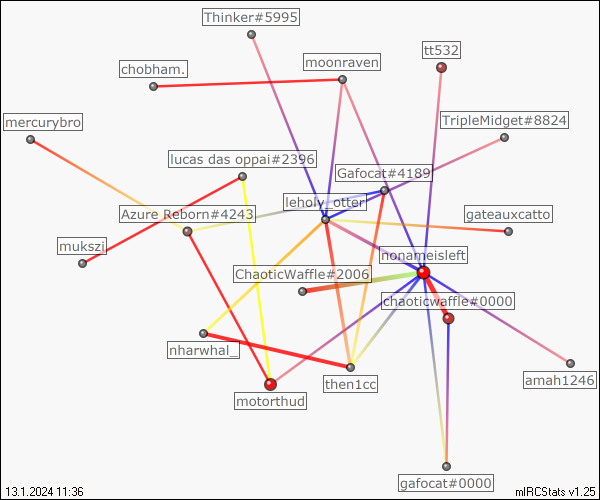 Thinker#5995
tt532
moonraven
chobham.
mercurybro
TripleMidget#8824
lucas das oppai#2396
Gafocat#4189
leholy_otter
Azure Reborn#4243
gateauxcatto
mukszi
nonameisleft
ChaoticWaffle#2006
chaoticwaffle#0000
nharwhal_
then1cc
amah1246
motorthud
gafocat#0000
13.1.2024 11:36
mIRCStats v1.25